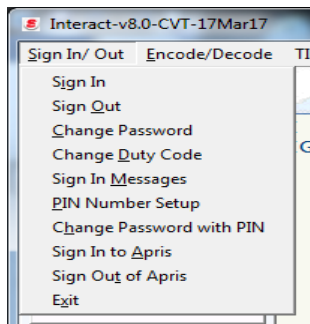 Interact-v8.0-CVT-17Mar17
Sign In/ Out Encode/Decode TI
Sign In
Sign Out
Change Password
Change Duty Code
Sign In Messages
PIN Number Setup
Change Password with PIN
Sign In to Apris
Sign Out of Apris
Exit
G